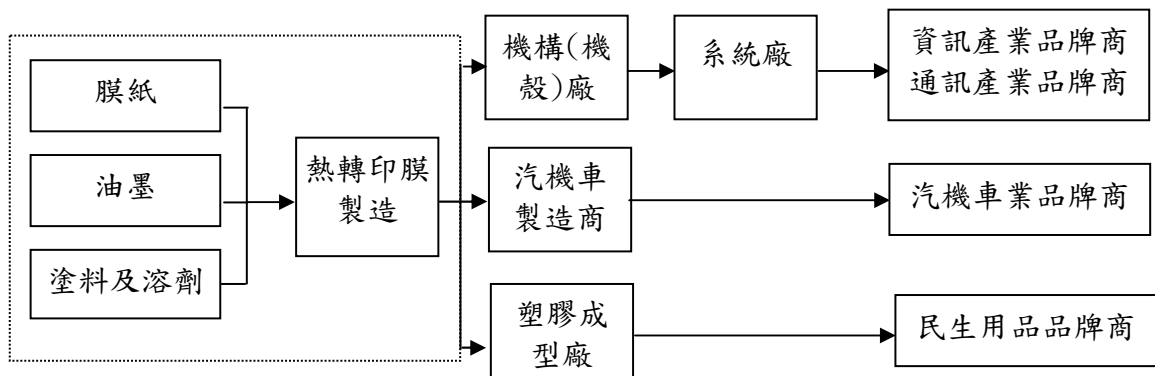 膜紙
油墨
塗料及溶劑
熱轉印膜
製造
機構(機
殼)廠
系統廠
資訊產業品牌商
通訊產業品牌商
汽機車
製造商
汽機車業品牌商
塑膠成
型廠
民生用品品牌商